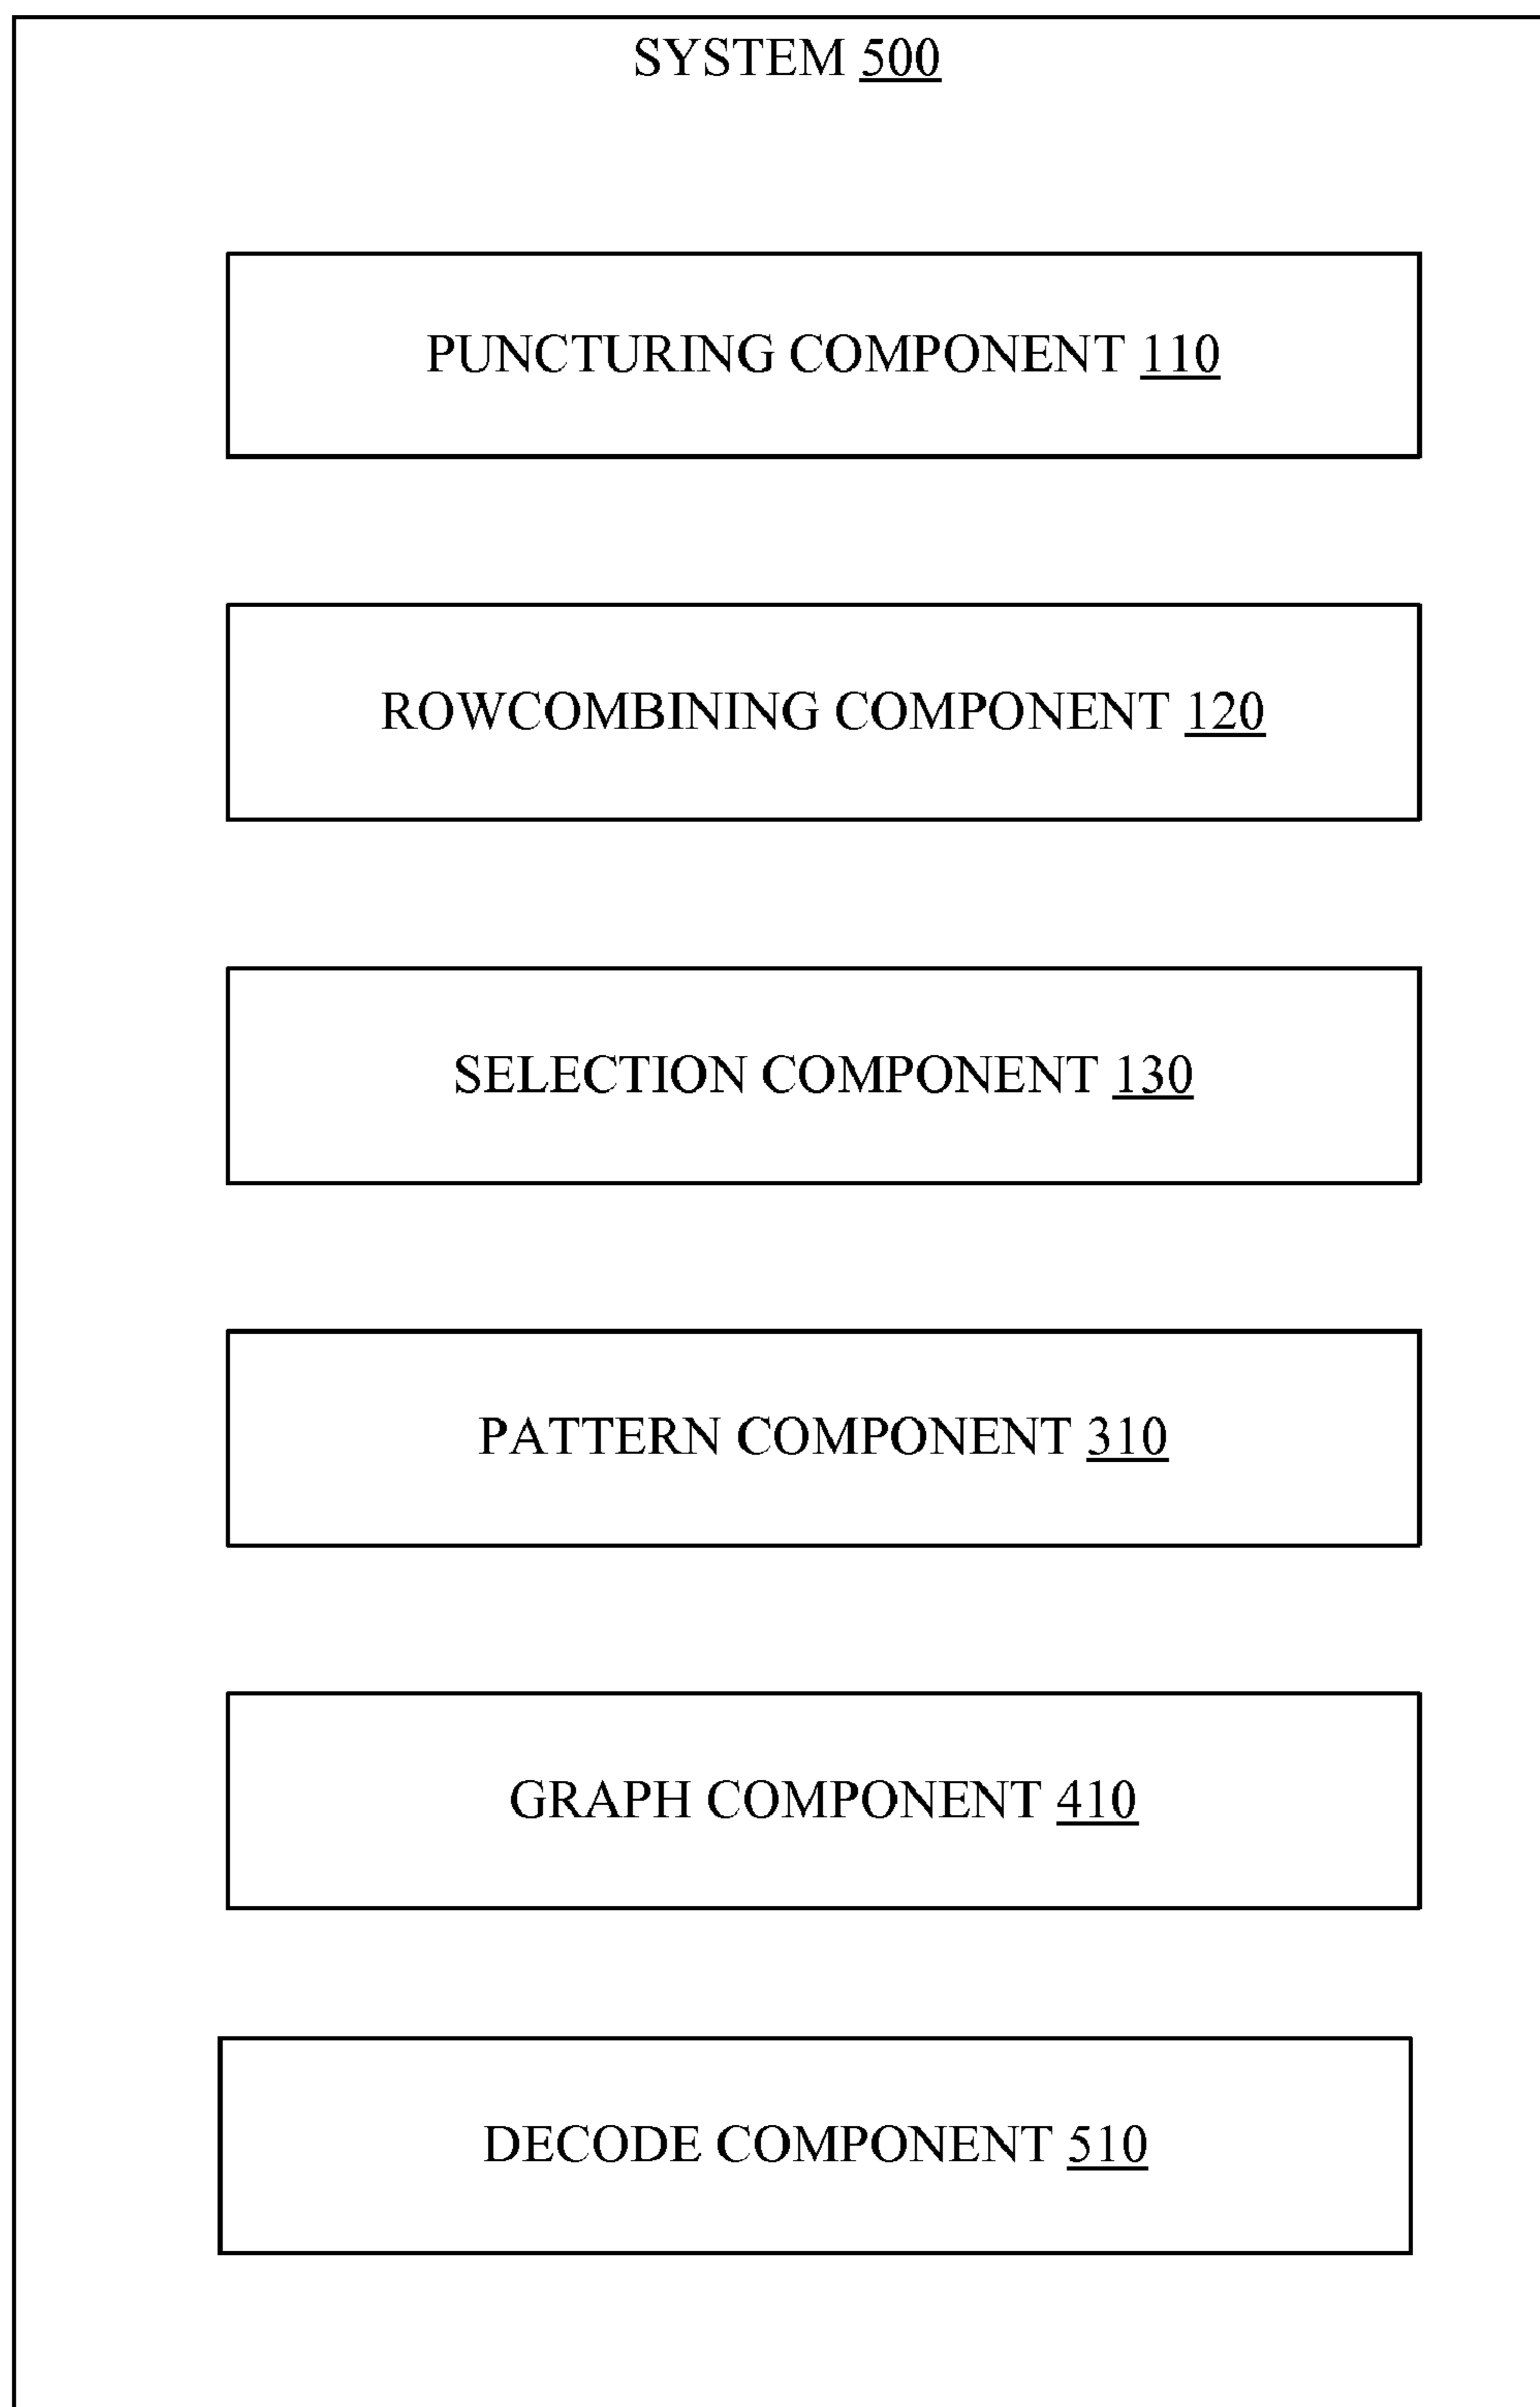 SYSTEM 500
PUNCTURING COMPONENT 110
ROWCOMBINING COMPONENT 120
SELECTION COMPONENT 130
PATTERN COMPONENT 310
GRAPH COMPONENT 410
DECODE COMPONENT 510